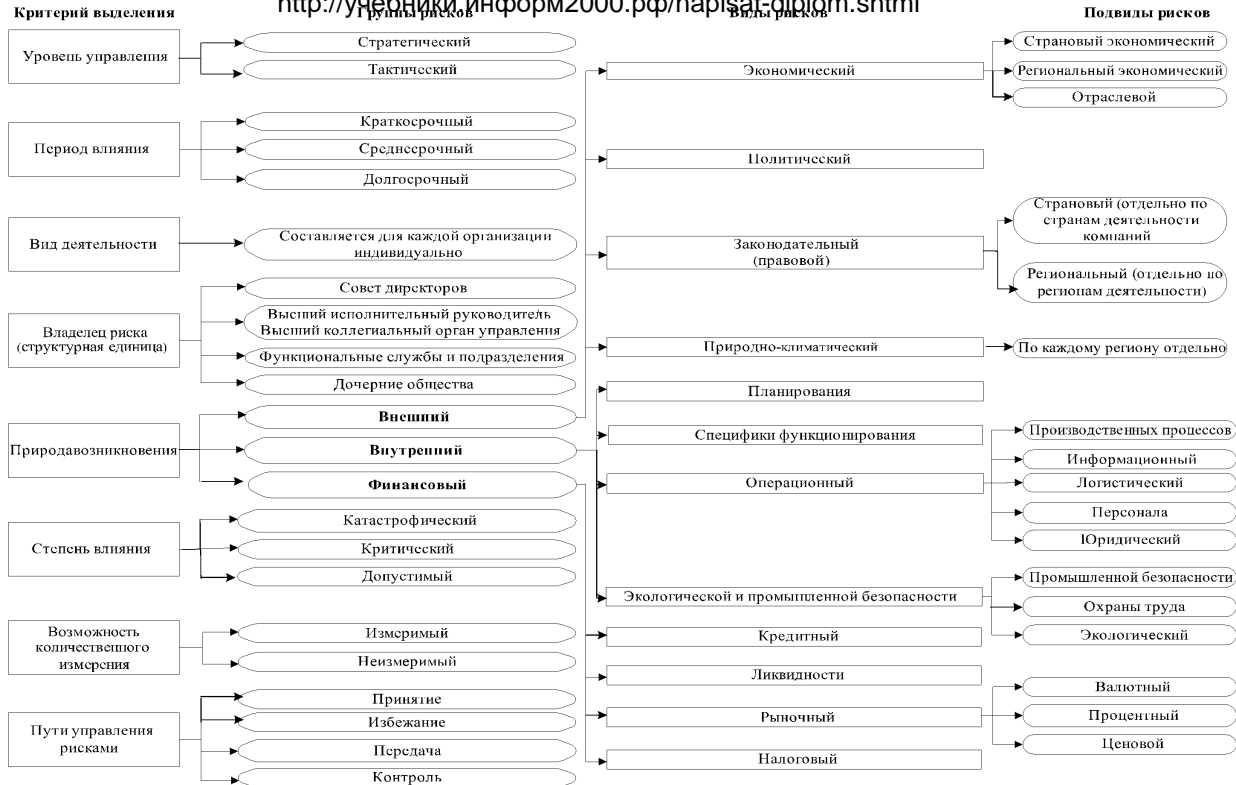 http://учебники.информ2000.рф/napisat-diplom.shtml
Критерий выделения
Группы рисков
Виды рисков
Подвиды рисков
Уровень управления
Стратегический
Тактический
Период влияния
Краткосрочный
Среднесрочный
Долгосрочный
Вид деятельности
Составляется для каждой организации
индивидуально
Владелец риска
(структурная единица)
Совет директоров
Высший исполнительный руководитель
Высший коллегиальный орган управления
Функциональные службы и подразделения
Дочерние общества
Природавозникновения
Внешний
Внутренний
Финансовый
Степень влияния
Катастрофический
Критический
Допустимый
Возможность
количественного
измерения
Измеримый
Неизмеримый
Пути управления
рисками
Принятие
Избежание
Передача
Контроль
Экономический
Политический
Законодательный
(правовой)
Природно-климатический
Планирования
Специфики функционирования
Операционный
Экологической и промышленной безопасности
Кредитный
Ликвидности
Рыночный
Налоговый
Страновый экономический
Региональный экономический
Отраслевой
Страновый (отдельно по
странам деятельности
компаний
Региональный (отдельно по
регионам деятельности)
По каждому региону отдельно
Производственных процессов
Информационный
Логистический
Персонала
Юридический
Промышленной безопасности
Охраны труда
Экологический
Валютный
Процентный
Ценовой